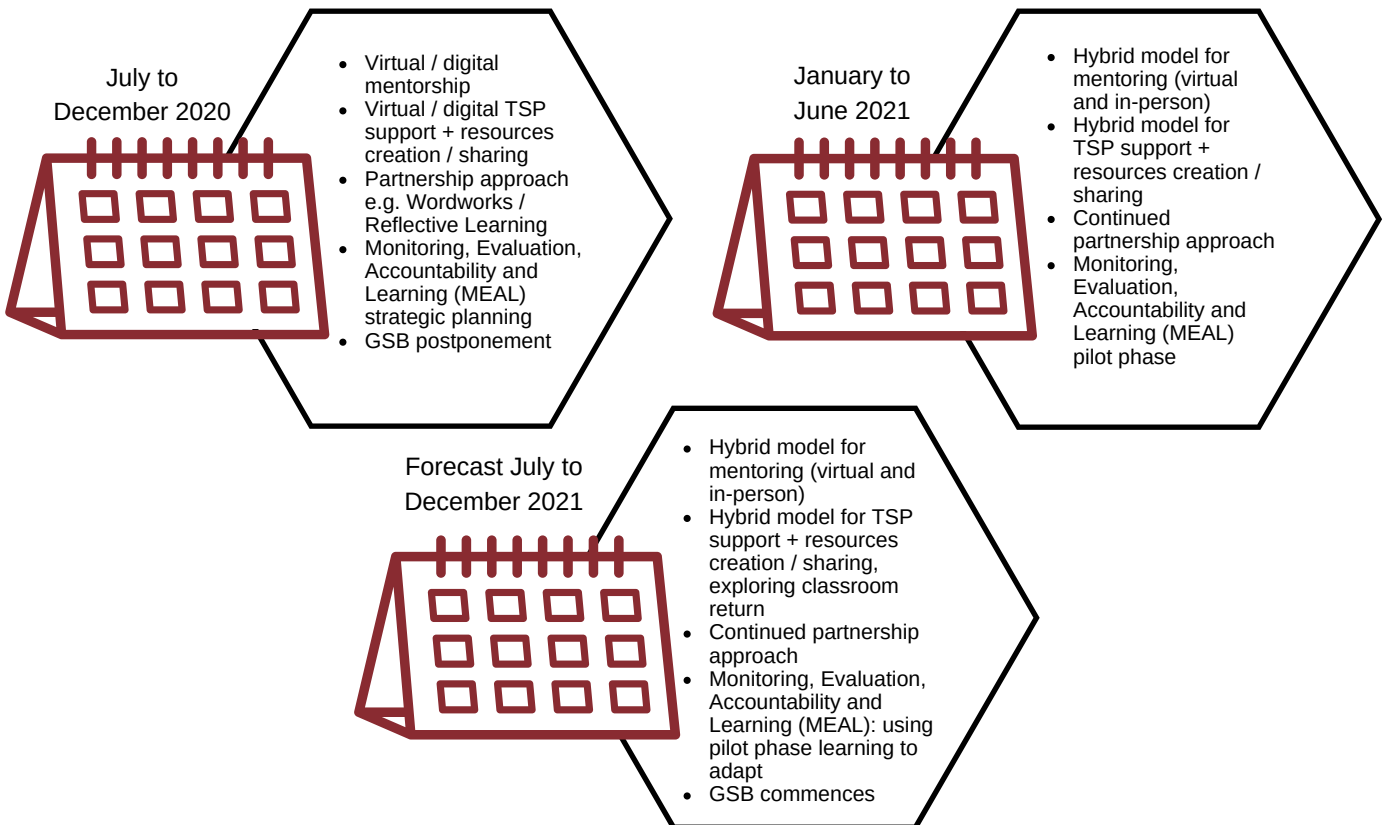 July to
December 2020
• Virtual / digital
mentorship
• Virtual / digital TSP
support + resources
creation / sharing
• Partnership approach
e.g. Wordworks /
Reflective Learning
• Monitoring, Evaluation,
Accountability and
Learning (MEAL)
strategic planning
• GSB postponement
January to
June 2021
• Hybrid model for
mentoring (virtual
and in-person)
• Hybrid model for
TSP support +
resources creation /
sharing
• Continued
partnership approach
• Monitoring,
Evaluation,
Accountability and
Learning (MEAL)
pilot phase
Forecast July to
December 2021
• Hybrid model for
mentoring (virtual and
in-person)
• Hybrid model for TSP
support + resources
creation / sharing,
exploring classroom
return
• Continued partnership
approach
• Monitoring, Evaluation,
Accountability and
Learning (MEAL): using
pilot phase learning to
adapt
• GSB commences